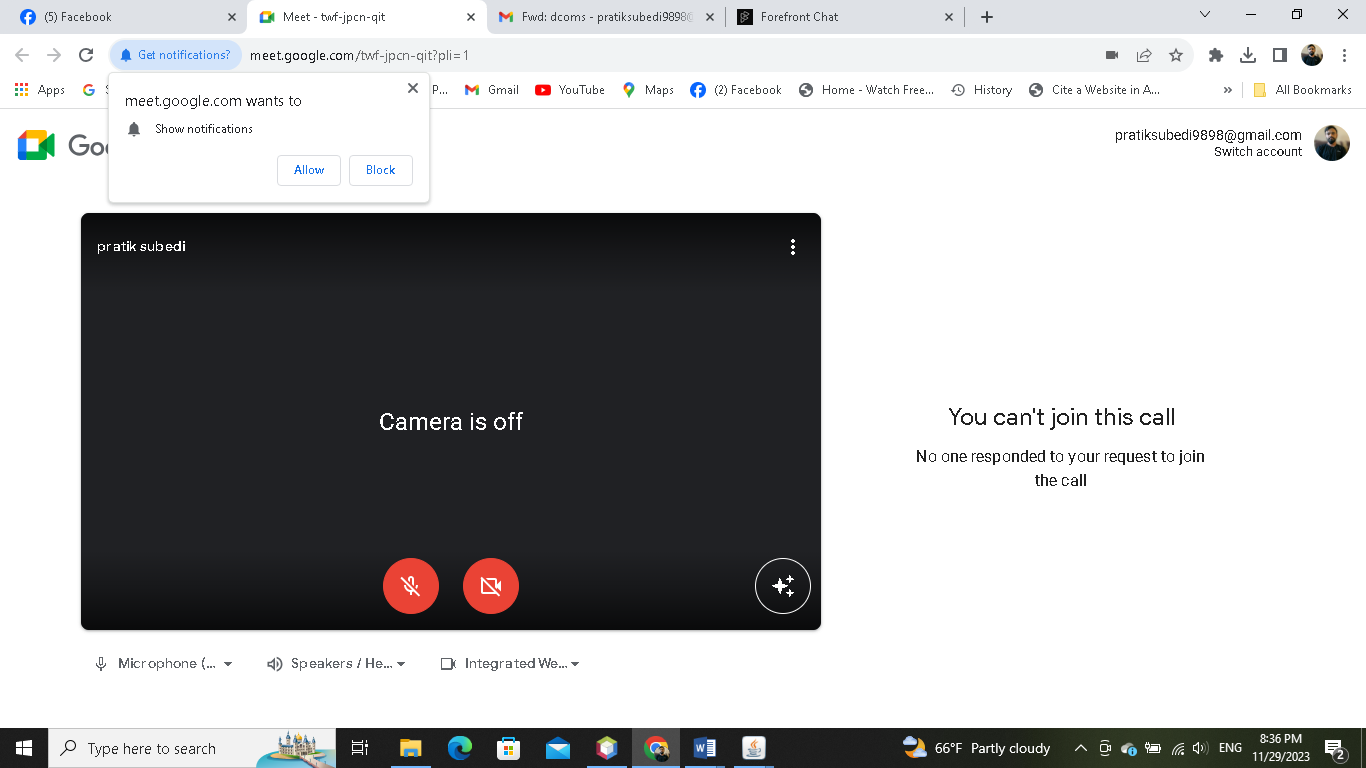 (5) Facebook
Meet - twf-jpcn-qit
Fwd: dcoms - pratiksubedi9898@
Forefront Chat
Get notifications?
meet.google.com/twf-jpcn-qit?pli=1
Apps
P...
Gmail
YouTube
Maps
(2) Facebook
Home - Watch Free...
History
Cite a Website in A...
»
All Bookmarks
meet.google.com wants to
Show notifications
Allow
Block
Goo
pratiksubedi9898@gmail.com
Switch account
pratik subedi
Camera is off
You can't join this call
No one responded to your request to join
the call
Microphone (...
Speakers / He...
Integrated We...
Type here to search
66°F Partly cloudy
ENG
8:36 PM
11/29/2023
2